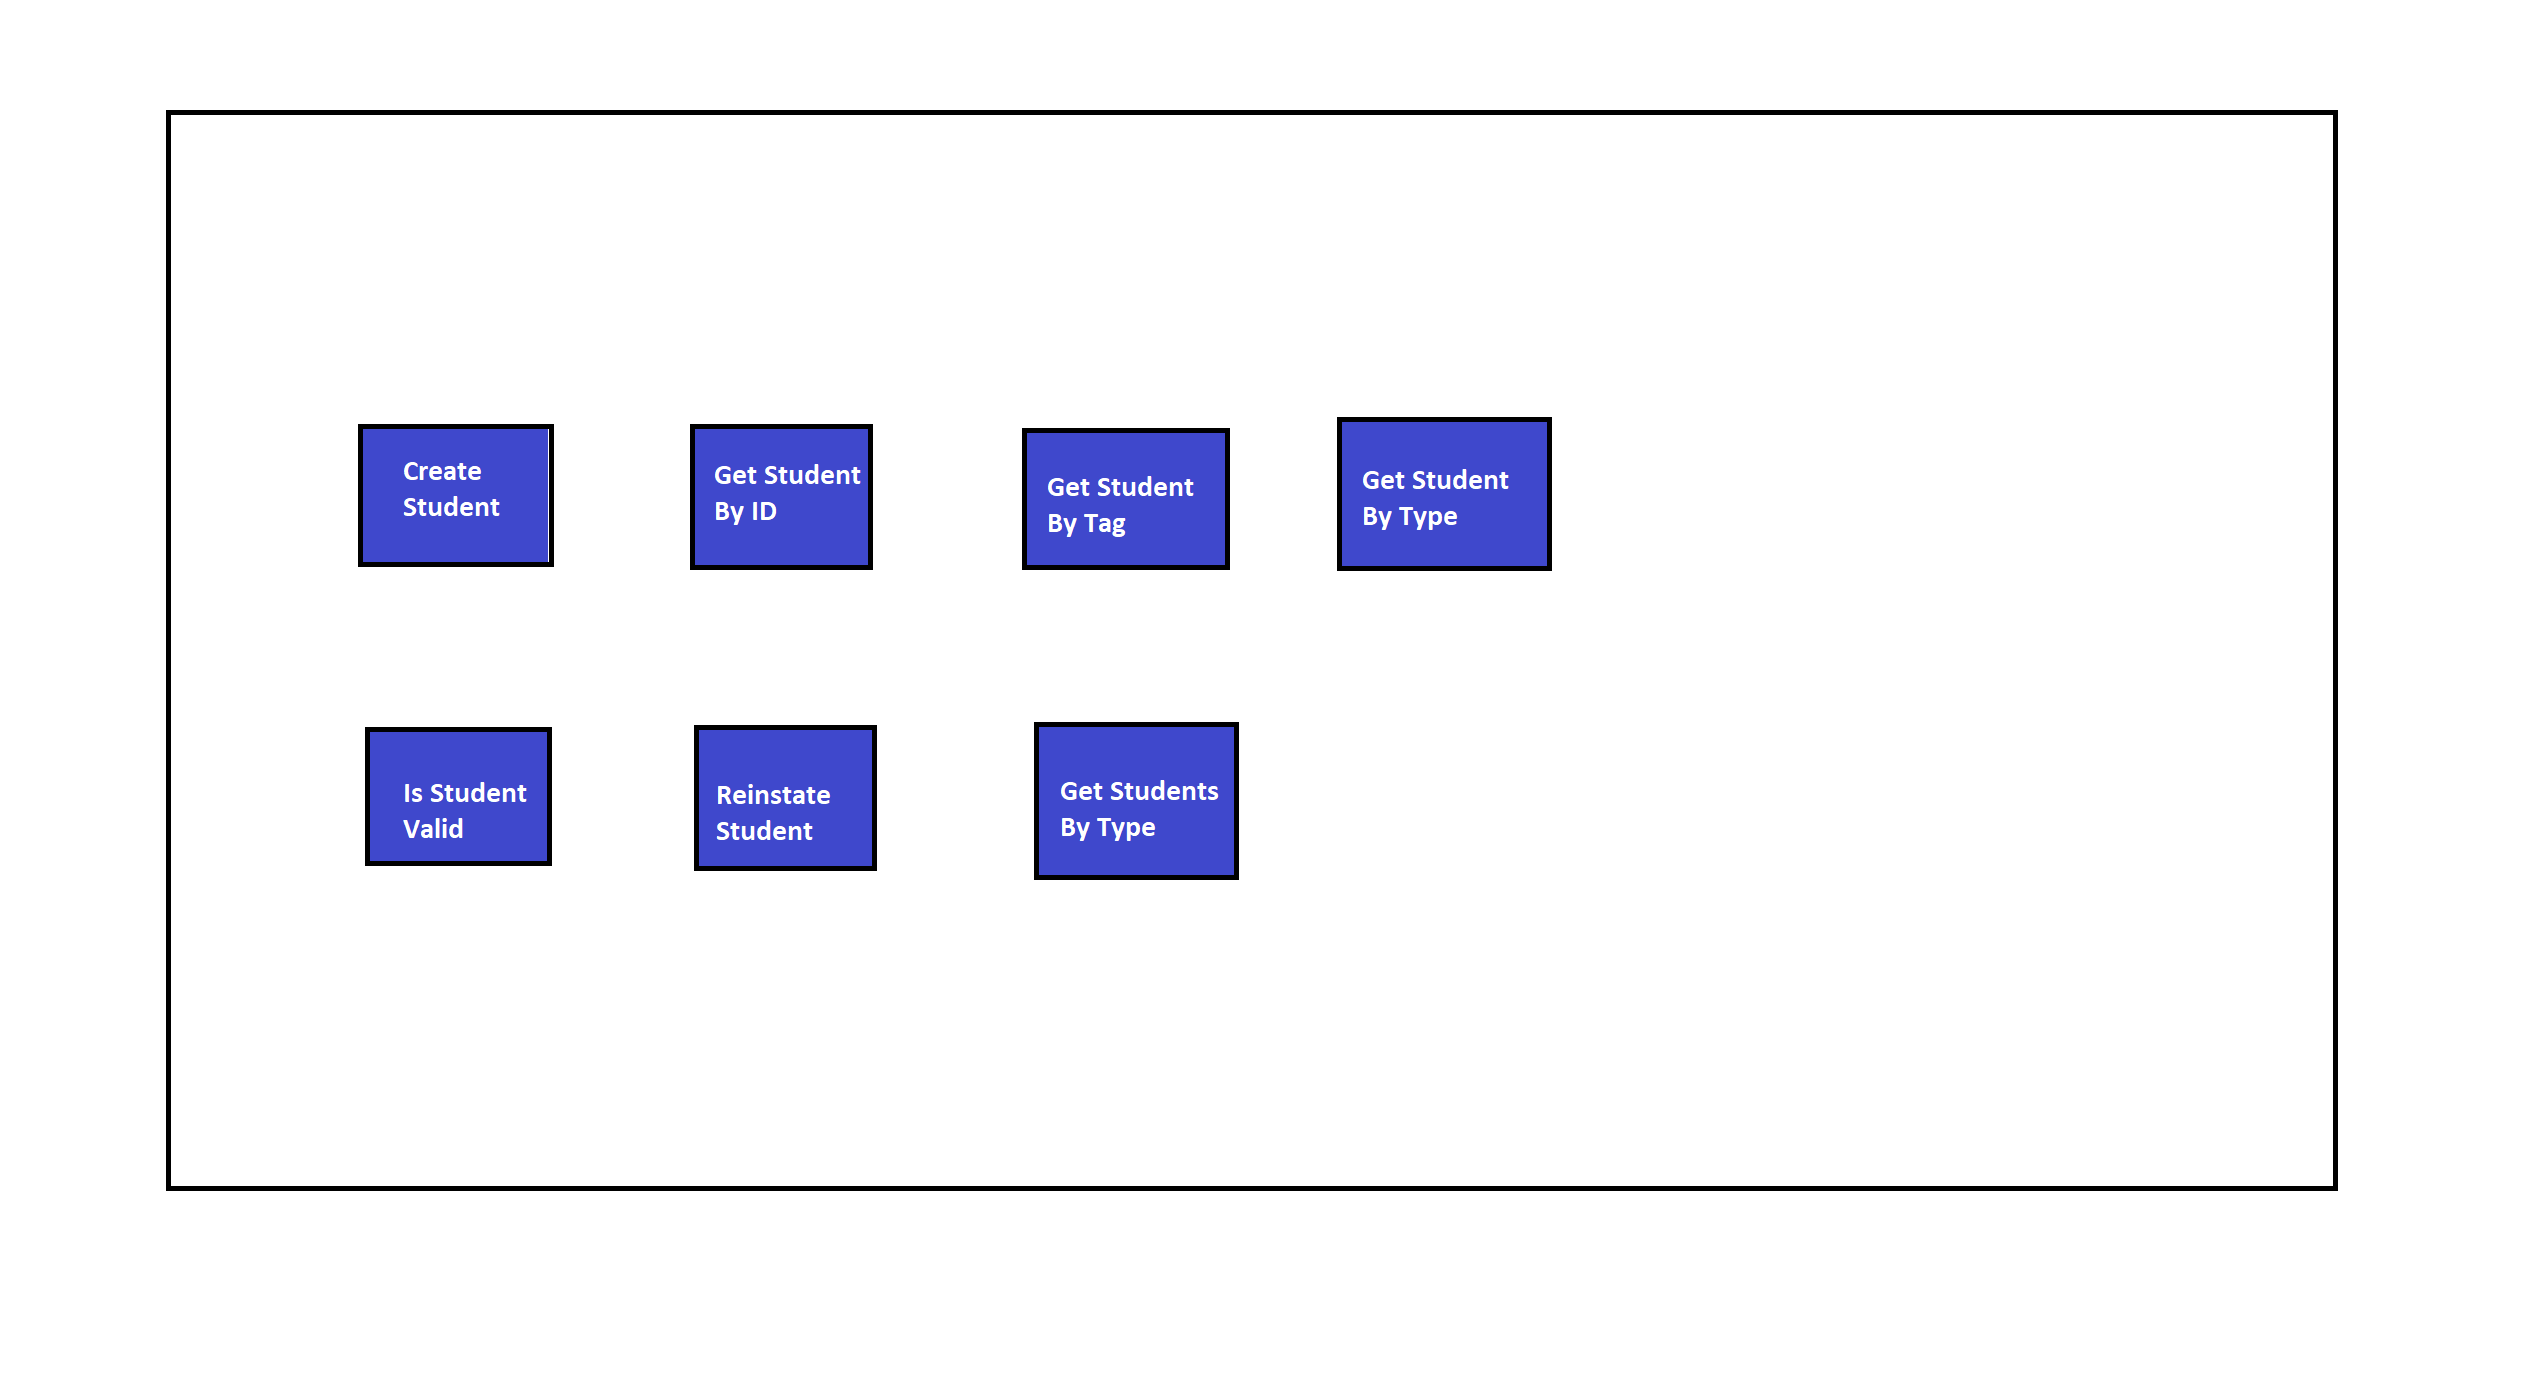 Create
Student
Get Student
By ID
Get Student
By Tag
Get Student
By Type
Is Student
Valid
Reinstate
Student
Get Students
By Type